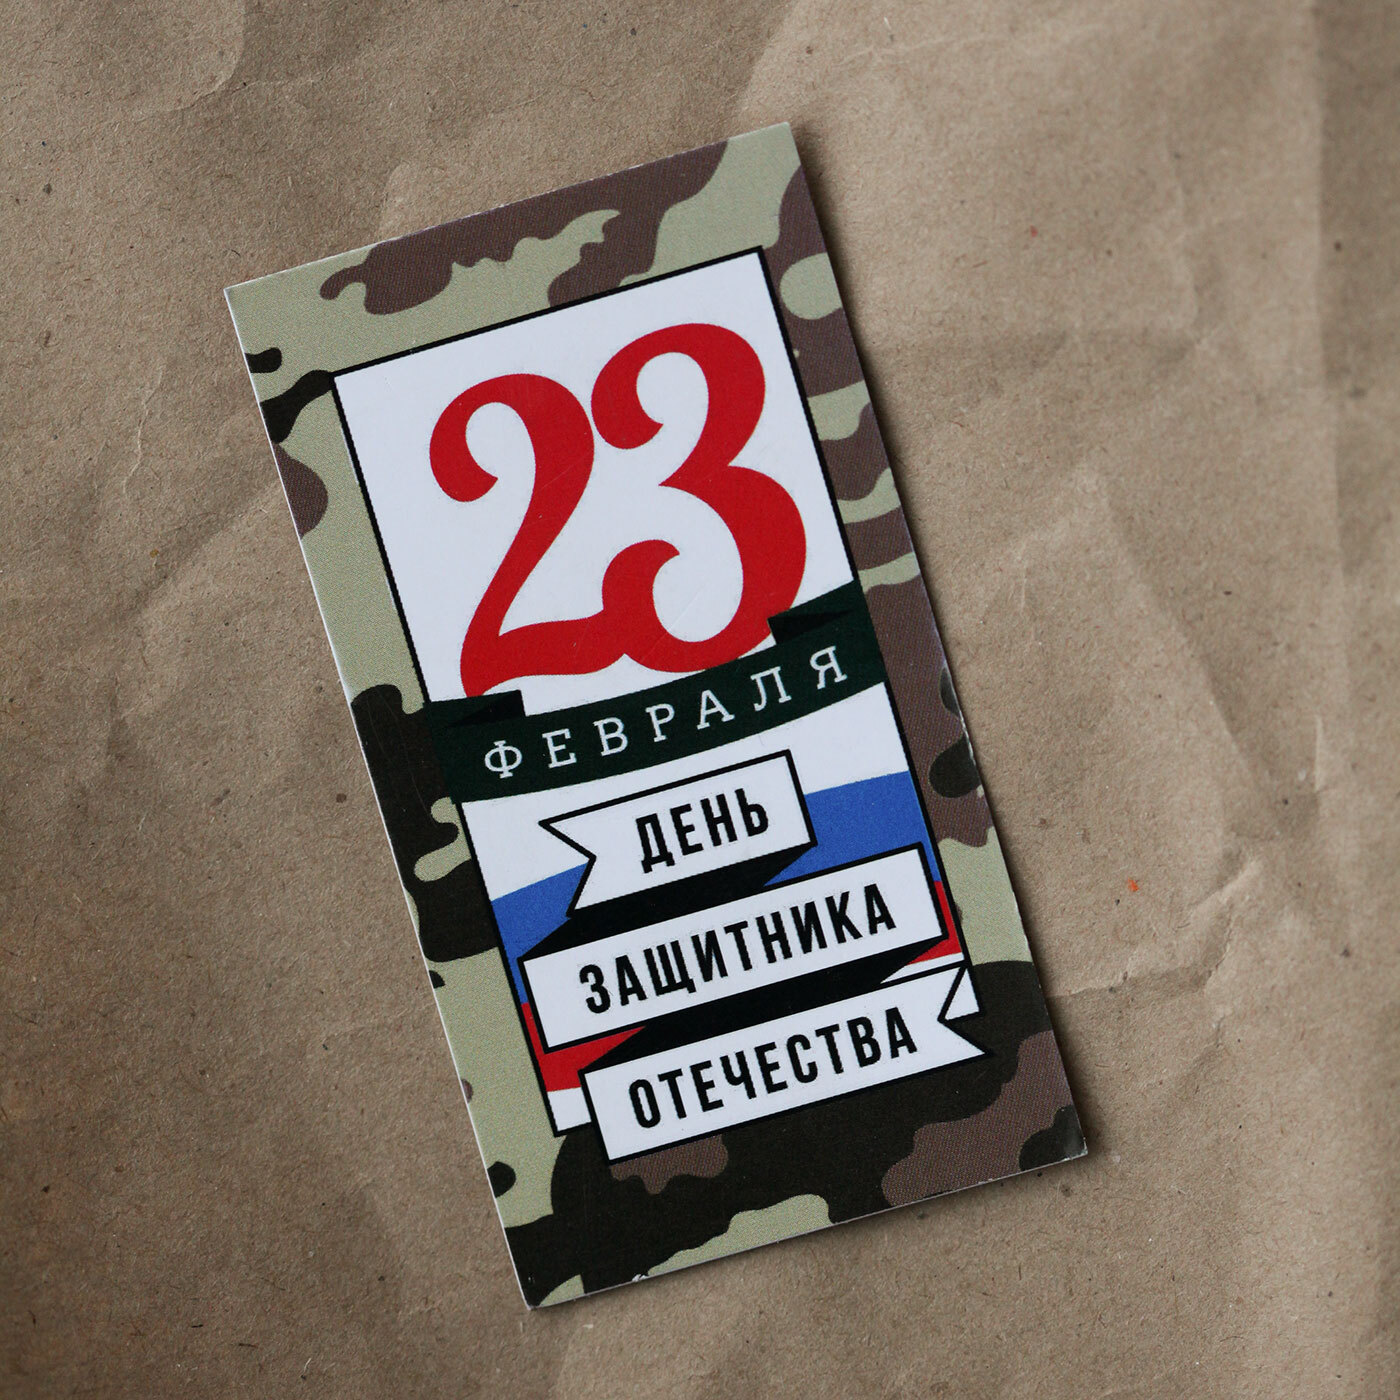 23
ФЕВРАЛЯ
ДЕНЬ
ЗАЩИТНИКА
ОТЕЧЕСТВА